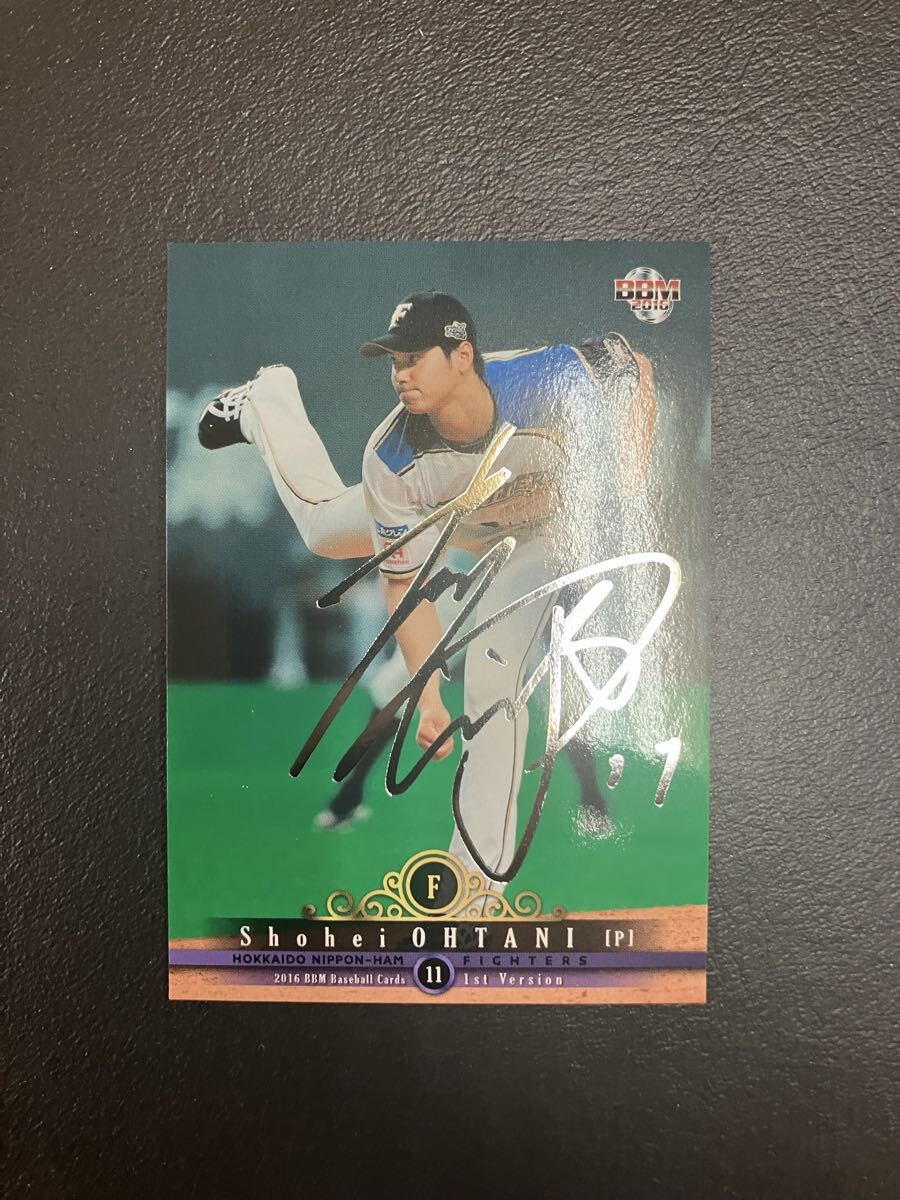 BBM
2016
F
F
Shohei OHTANI [P]
HOKKAIDO NIPPON-HAM FIGHTERS
2016 BBM Baseball Cards 11 1st Version